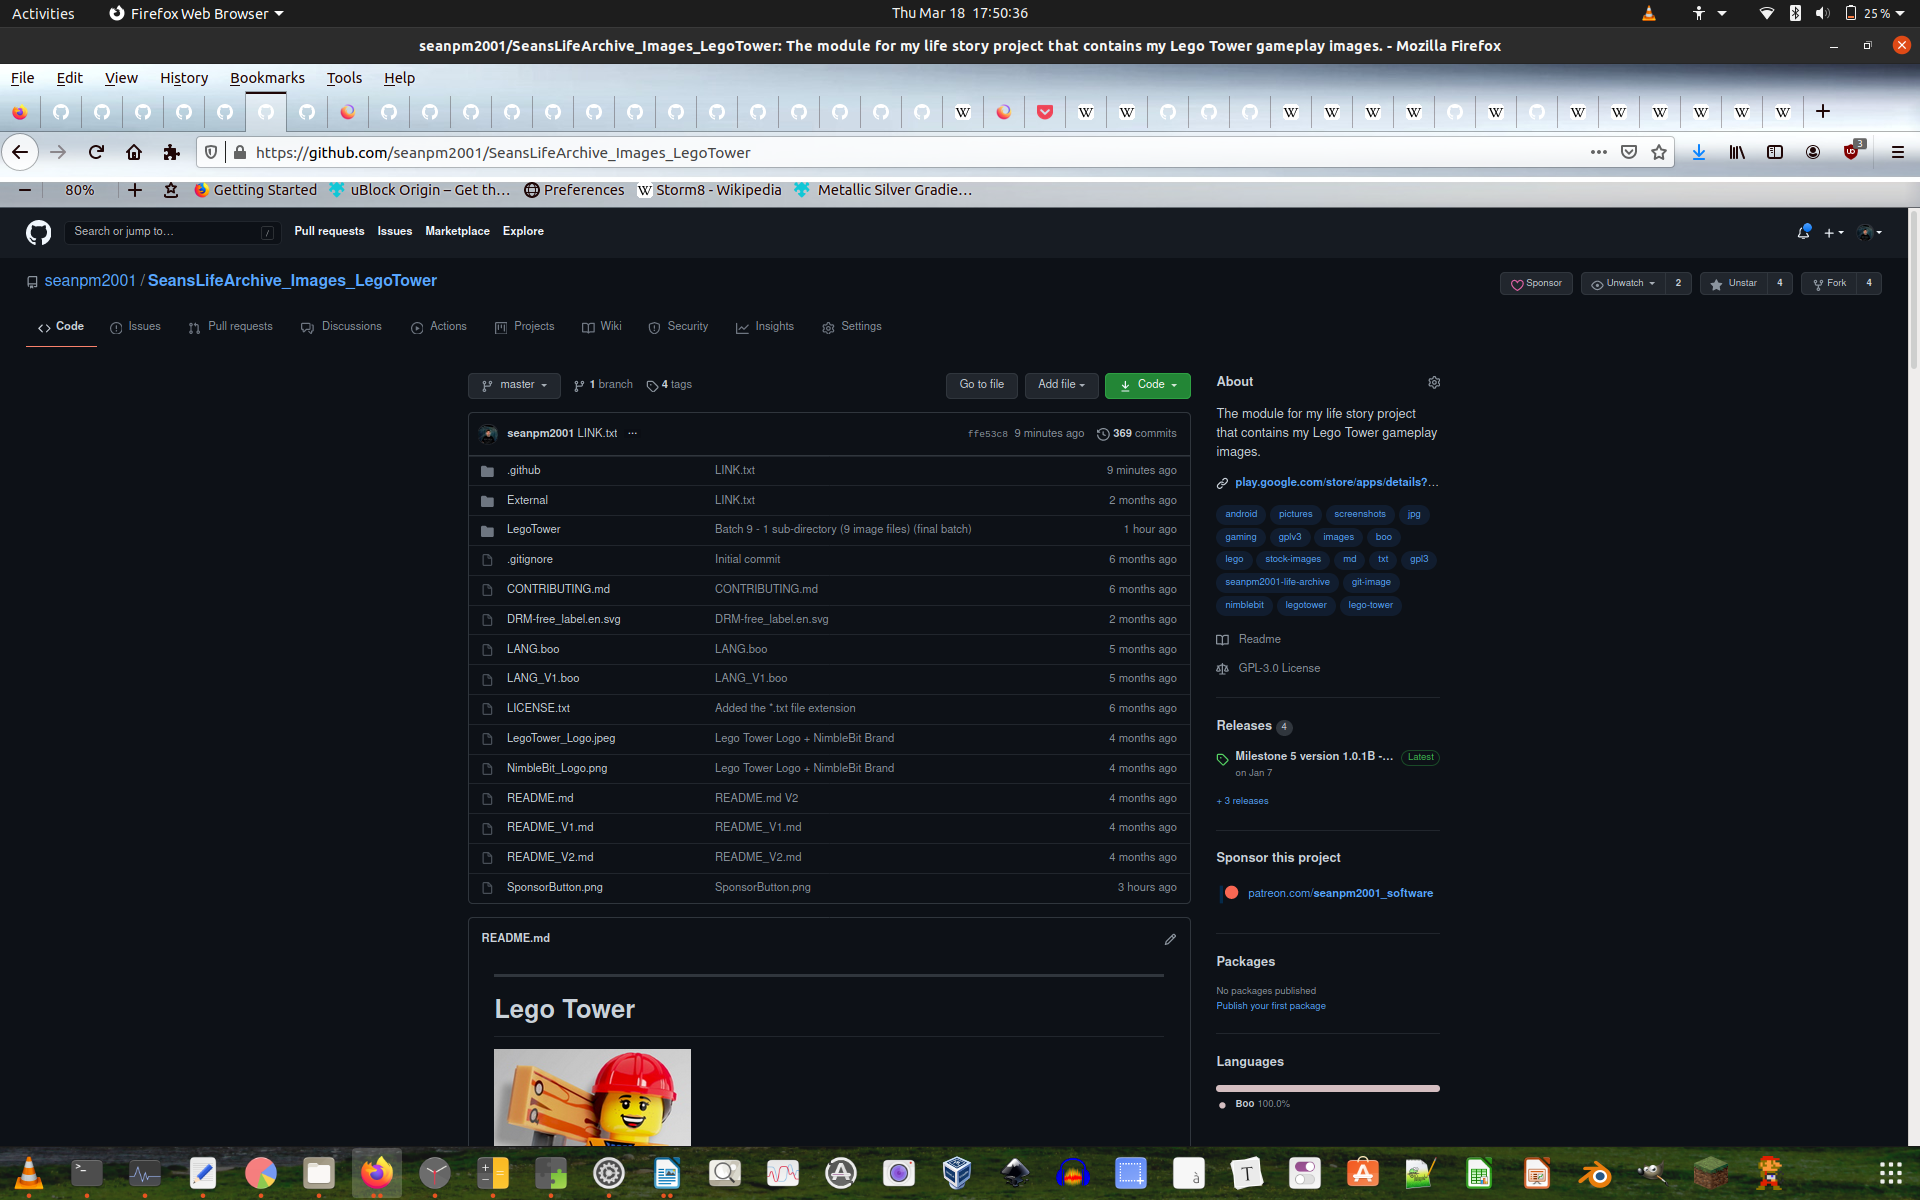 Activities
Firefox Web Browser
Thu Mar 18 17:50:36
25 %
seanpm2001/SeansLifeArchive_Images_LegoTower: The module for my life story project that contains my Lego Tower gameplay images. - Mozilla Firefox
File Edit View History Bookmarks Tools Help
https://github.com/seanpm2001/SeansLifeArchive_Images_LegoTower
3
80%
Getting Started
uBlock Origin – Get th…
Preferences
Storm8 - Wikipedia
Metallic Silver Gradie…
Search or jump to…
/
Pull requests Issues Marketplace Explore
seanpm2001 / SeansLifeArchive_Images_LegoTower
Sponsor
Unwatch 2
Unstar 4
Fork 4
Code Issues Pull requests Discussions Actions Projects Wiki Security Insights Settings
master
1 branch
4 tags
Go to file
Add file
Code
seanpm2001 LINK.txt ...
ffe53c8 9 minutes ago
369 commits
.github LINK.txt 9 minutes ago
External LINK.txt 2 months ago
LegoTower Batch 9 - 1 sub-directory (9 image files) (final batch) 1 hour ago
.gitignore Initial commit 6 months ago
CONTRIBUTING.md CONTRIBUTING.md 6 months ago
DRM-free_label.en.svg DRM-free_label.en.svg 2 months ago
LANG.boo LANG.boo 5 months ago
LANG_V1.boo LANG_V1.boo 5 months ago
LICENSE.txt Added the *.txt file extension 6 months ago
LegoTower_Logo.jpeg Lego Tower Logo + NimbleBit Brand 4 months ago
NimbleBit_Logo.png Lego Tower Logo + NimbleBit Brand 4 months ago
README.md README.md V2 4 months ago
README_V1.md README_V1.md 4 months ago
README_V2.md README_V2.md 4 months ago
SponsorButton.png SponsorButton.png 3 hours ago
README.md
Lego Tower
About
The module for my life story project
that contains my Lego Tower gameplay
images.
play.google.com/store/apps/details?…
android pictures screenshots jpg
gaming gplv3 images boo
lego stock-images md txt gpl3
seanpm2001-life-archive git-image
nimblebit legotower lego-tower
Readme
GPL-3.0 License
Releases 4
Milestone 5 version 1.0.1B -… Latest
on Jan 7
+ 3 releases
Sponsor this project
patreon.com/seanpm2001_software
Packages
No packages published
Publish your first package
Languages
Boo 100.0%